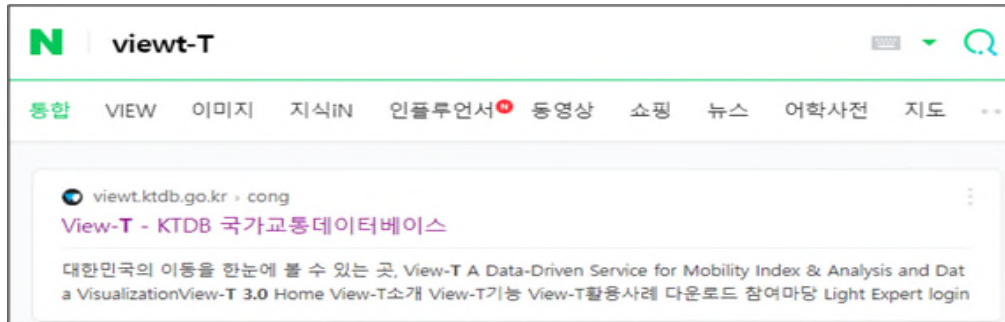 N viewt-T
통합 VIEW 이미지 지식iN 인플루언서 N 동영상 쇼핑 뉴스 어학사전 지도
viewt.ktdb.go.kr › cong
View-T - KTDB 국가교통데이터베이스
대한민국의 이동을 한눈에 볼 수 있는 곳, View-T A Data-Driven Service for Mobility Index & Analysis and Dat
a VisualizationView-T 3.0 Home View-T소개 View-T기능 View-T활용사례 다운로드 참여마당 Light Expert login